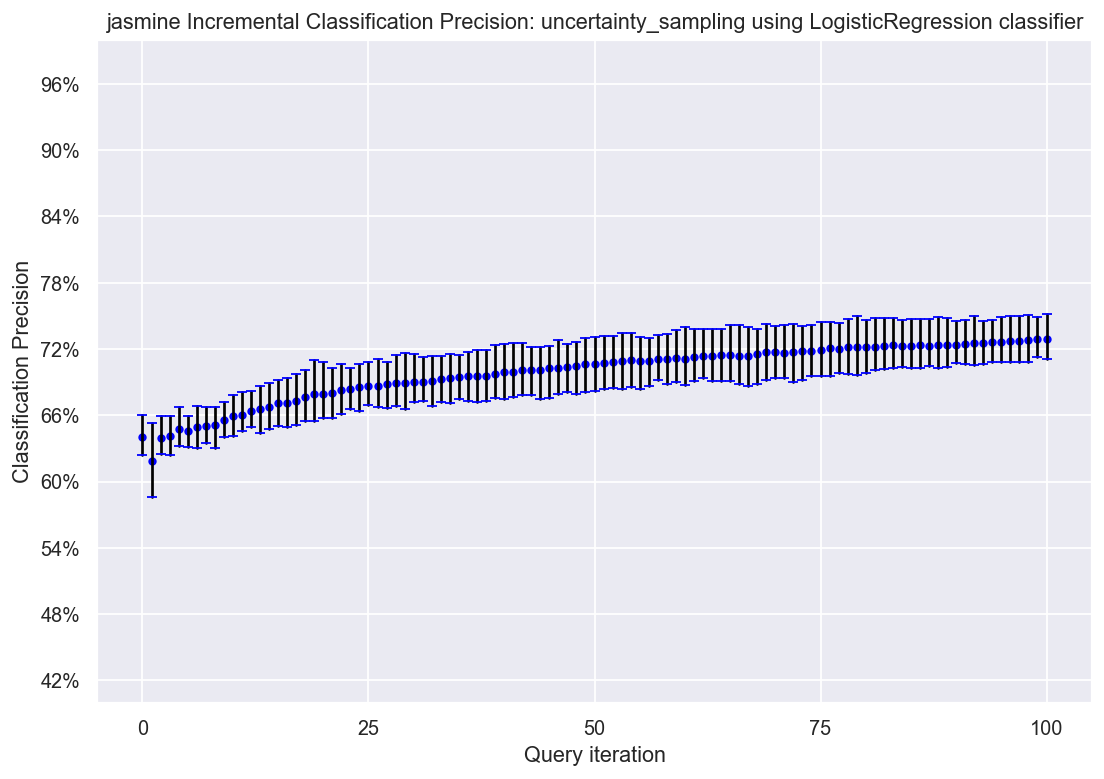 jasmine Incremental Classification Precision: uncertainty_sampling using LogisticRegression classifier
96%
90%
84%
78%
72%
66%
60%
54%
48%
42%
Classification Precision
0 25 50 75 100
Query iteration